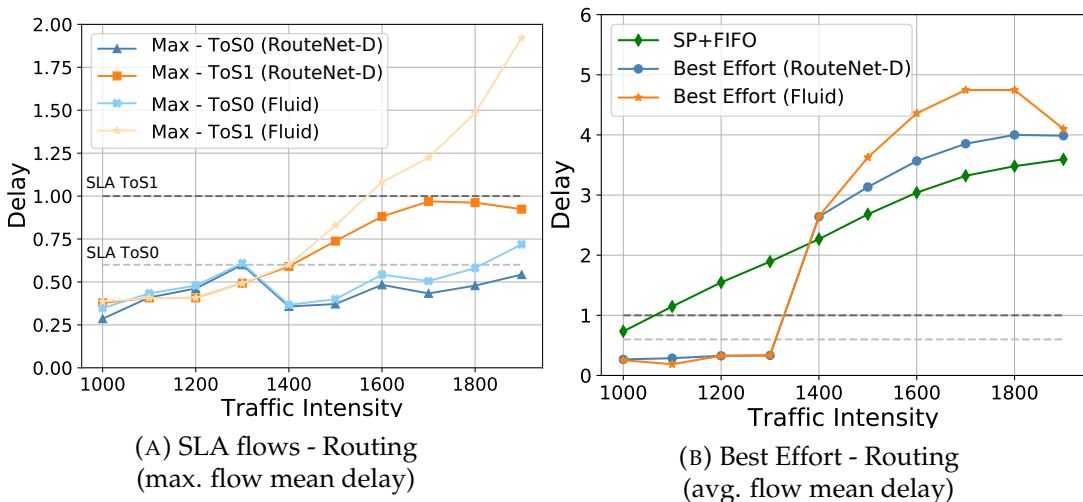 2.00
1.75
1.50
1.25
1.00
0.75
0.50
0.25
0.00
Delay
Max - ToS0 (RouteNet-D)
Max - ToS1 (RouteNet-D)
Max - ToS0 (Fluid)
Max - ToS1 (Fluid)
SLA ToS1
SLA ToS0
1000 1200 1400 1600 1800
Traffic Intensity
(A) SLA flows - Routing
(max. flow mean delay)
6
5
4
3
2
1
0
Delay
SP+FIFO
Best Effort (RouteNet-D)
Best Effort (Fluid)
1000 1200 1400 1600 1800
Traffic Intensity
(B) Best Effort - Routing
(avg. flow mean delay)